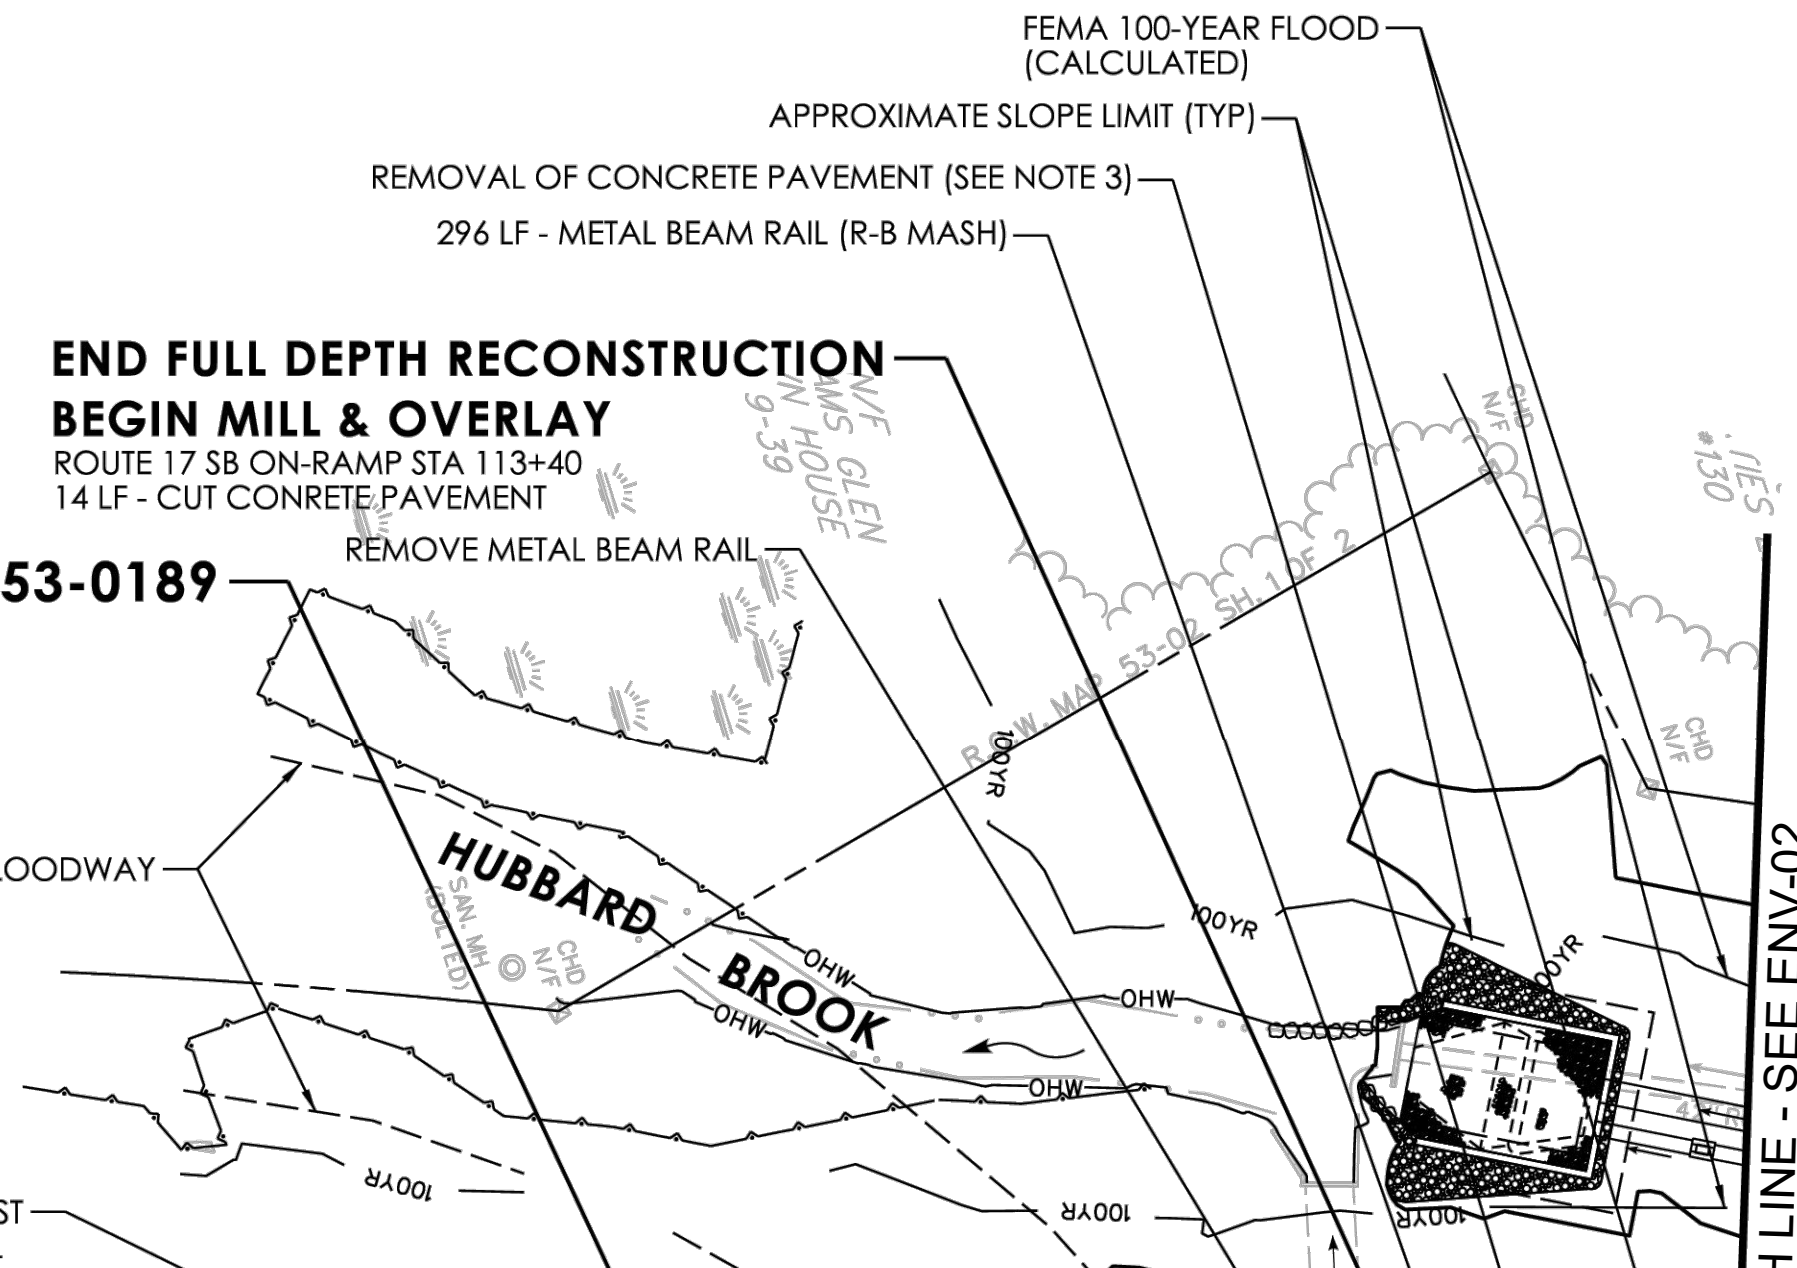 FEMA 100-YEAR FLOOD
(CALCULATED)
APPROXIMATE SLOPE LIMIT (TYP)
REMOVAL OF CONCRETE PAVEMENT (SEE NOTE 3)
296 LF - METAL BEAM RAIL (R-B MASH)
END FULL DEPTH RECONSTRUCTION
BEGIN MILL & OVERLAY
ROUTE 17 SB ON-RAMP STA 113+40
14 LF - CUT CONRETE PAVEMENT
REMOVE METAL BEAM RAIL
53-0189
N/F
AMS GLEN
IN HOUSE
9-39
CHD
N/F
#130
R.O.W. MAP 53-02 SH. 1 OF 2
CHD
N/F
100YR
LOODWAY
HUBBARD
BROOK
SAN. MH
(BOLTED)
CHD
N/F
100YR
100YR
OHW
OHW
OHW
OHW
100YR
100YR
100YR
ST
H LINE - SEE ENV-02